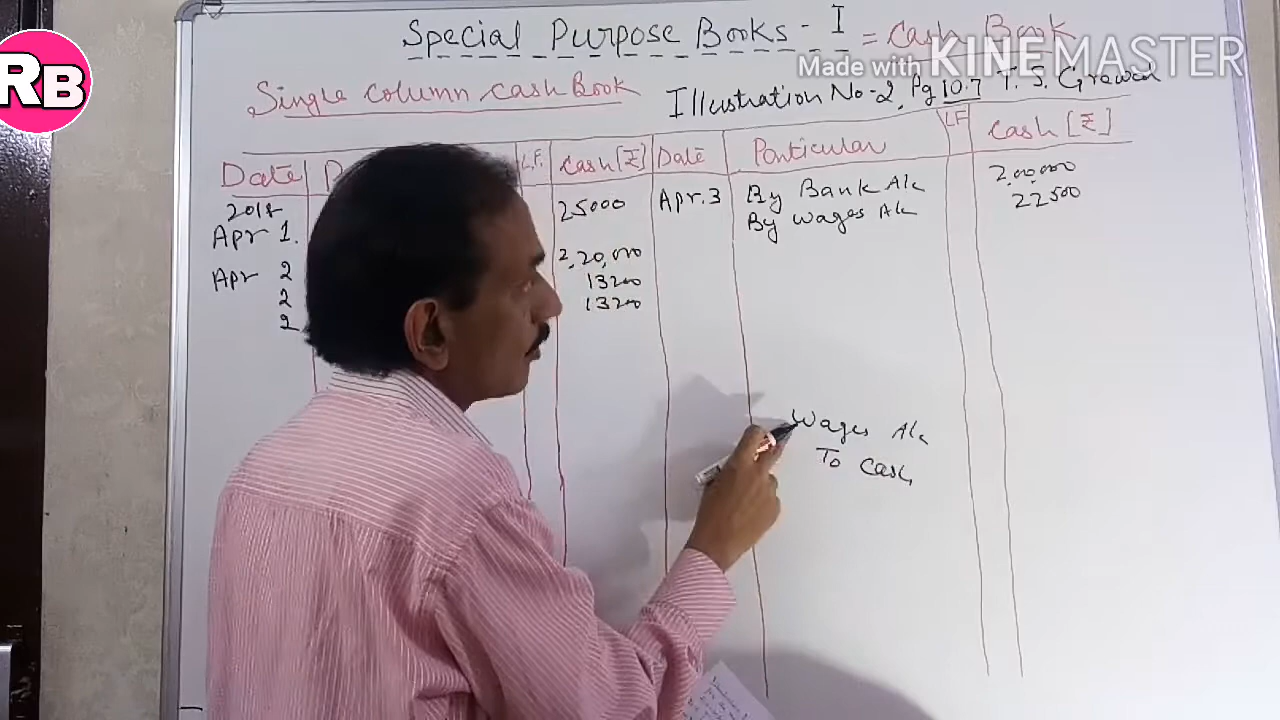 Special Purpose Books - I = Cash Book
Made with KINEMASTER
RB
Single column cash Book
Illustration No-2, Pg 10.7 T. S. Grewal
Date L.F. Cash [₹] Date Particular LF Cash [₹]
2018
Apr 1. 25000 Apr. 3 By Bank A/c 2,00,000
By wages A/c 22500
Apr 2 2,20,000
2 13200
2 13200
Wages A/c
To Cash